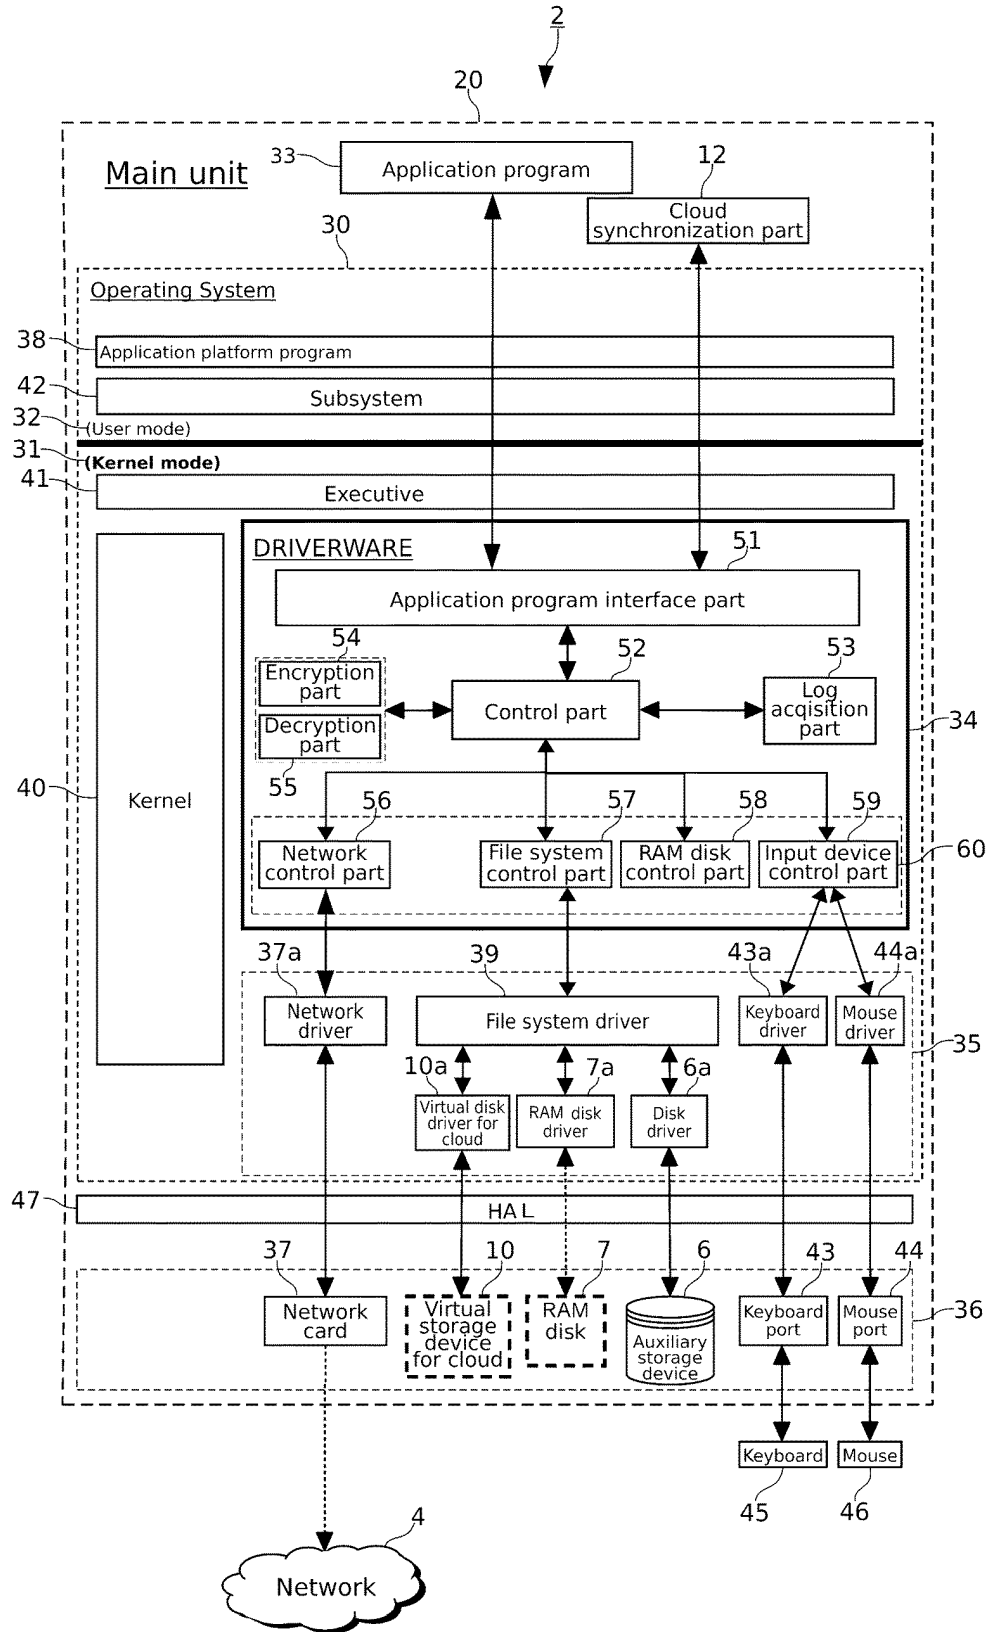 2
20
Main unit
33
Application program
12
Cloud
synchronization part
30
Operating System
38
Application platform program
42
Subsystem
32
(User mode)
31
(Kernel mode)
41
Executive
DRIVERWARE
51
Application program interface part
54
Encryption
part
Decryption
part
55
52
Control part
53
Log
acqisition
part
34
40
Kernel
56
Network
control part
57
File system
control part
58
RAM disk
control part
59
Input device
control part
60
37a
Network
driver
39
File system driver
43a
Keyboard
driver
44a
Mouse
driver
35
10a
Virtual disk
driver for
cloud
7a
RAM disk
driver
6a
Disk
driver
47
HAL
37
Network
card
10
Virtual
storage
device
for cloud
7
RAM
disk
6
Auxiliary
storage
device
43
Keyboard
port
44
Mouse
port
36
Keyboard
45
Mouse
46
4
Network